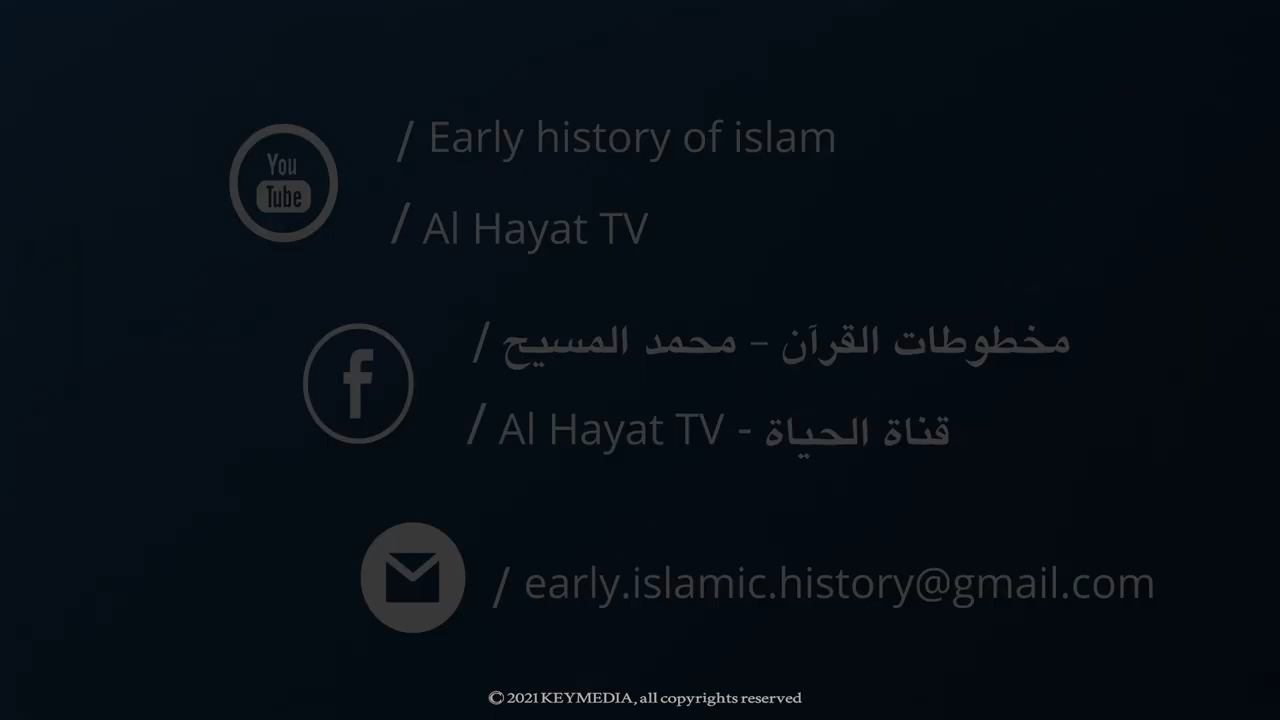 You
Tube
/ Early history of islam
/ Al Hayat TV
/ مخطوطات القرآن - محمد المسيح
/ Al Hayat TV - قناة الحياة
/ early.islamic.history@gmail.com
© 2021 KEYMEDIA, all copyrights reserved